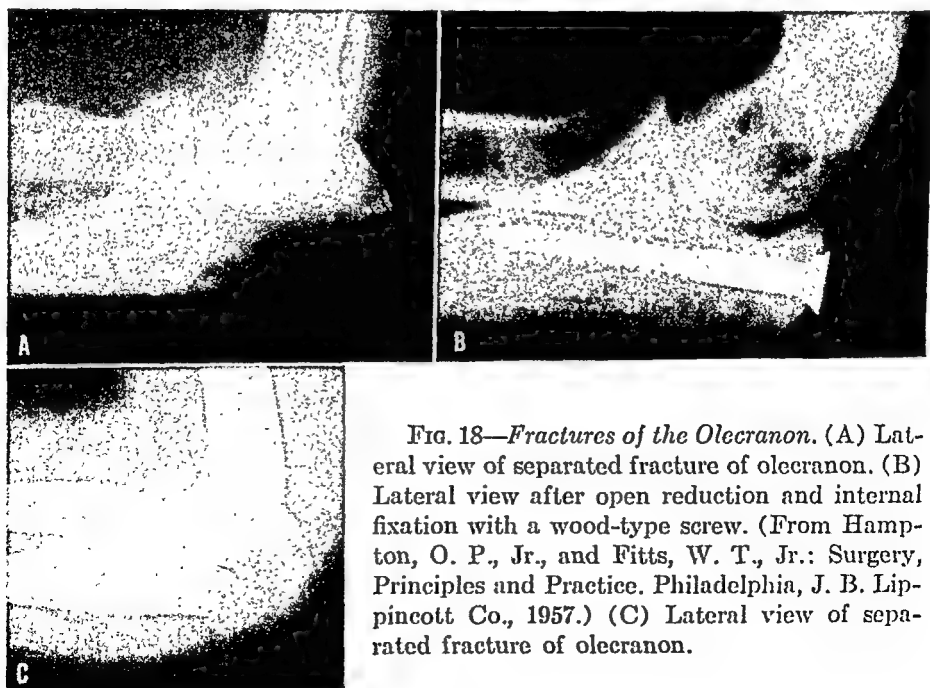 A
B
C
FIG. 18—Fractures of the Olecranon. (A) Lat-
eral view of separated fracture of olecranon. (B)
Lateral view after open reduction and internal
fixation with a wood-type screw. (From Hamp-
ton, O. P., Jr., and Fitts, W. T., Jr.: Surgery,
Principles and Practice. Philadelphia, J. B. Lip-
pincott Co., 1957.) (C) Lateral view of sepa-
rated fracture of olecranon.